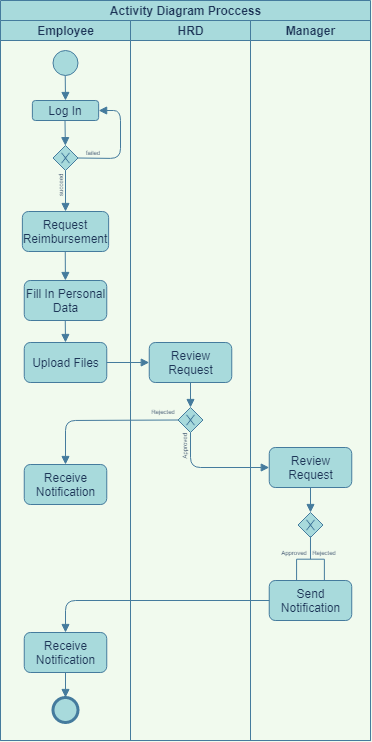 Activity Diagram Proccess
Employee
HRD
Manager
Log In
failed
succeed
Request
Reimbursement
Fill In Personal
Data
Upload Files
Review
Request
Rejected
Approved
Receive
Notification
Review
Request
Approved
Rejected
Send
Notification
Receive
Notification